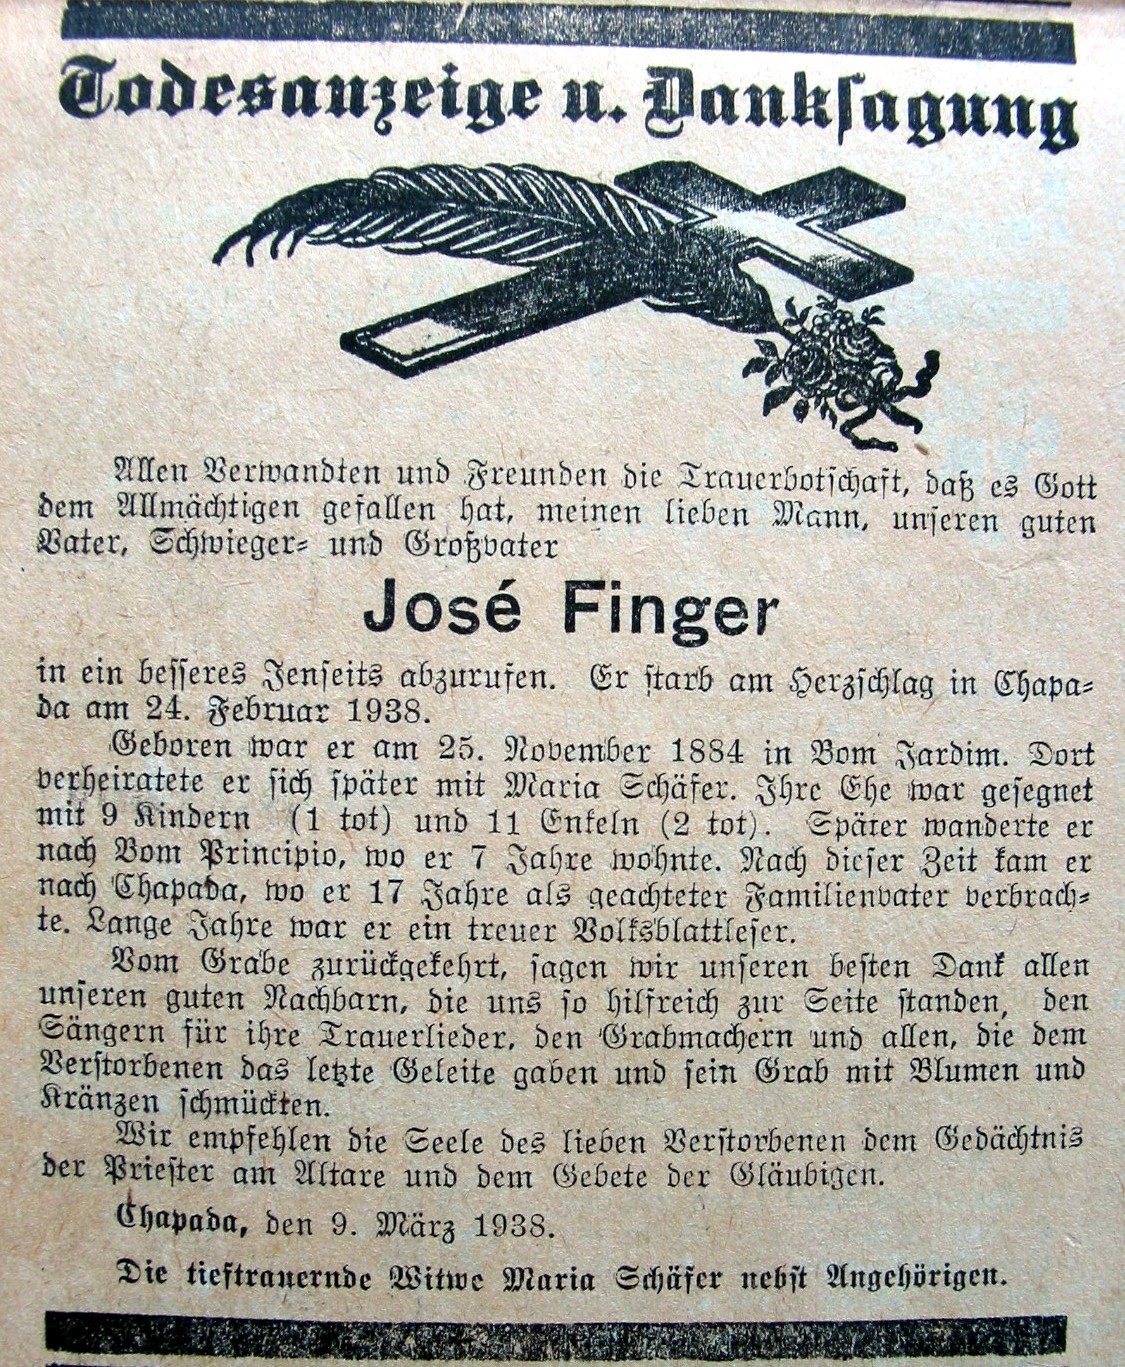 Todesanzeige u. Danksagung
Allen Verwandten und Freunden die Trauerbotschaft, daß es Gott
dem Allmächtigen gefallen hat, meinen lieben Mann, unseren guten
Vater, Schwieger- und Großvater
José Finger
in ein besseres Jenseits abzurufen. Er starb am Herzschlag in Chapa-
da am 24. Februar 1938.
Geboren war er am 25. November 1884 in Bom Jardim. Dort
verheiratete er sich später mit Maria Schäfer. Ihre Ehe war gesegnet
mit 9 Kindern (1 tot) und 11 Enkeln (2 tot). Später wanderte er
nach Bom Principio, wo er 7 Jahre wohnte. Nach dieser Zeit kam er
nach Chapada, wo er 17 Jahre als geachteter Familienvater verbrach-
te. Lange Jahre war er ein treuer Volksblattleser.
Vom Grabe zurückgekehrt, sagen wir unseren besten Dank allen
unseren guten Nachbarn, die uns so hilfreich zur Seite standen, den
Sängern für ihre Trauerlieder, den Grabmachern und allen, die dem
Verstorbenen das letzte Geleite gaben und sein Grab mit Blumen und
Kränzen schmückten.
Wir empfehlen die Seele des lieben Verstorbenen dem Gedächtnis
der Priester am Altare und dem Gebete der Gläubigen.
Chapada, den 9. März 1938.
Die tieftrauernde Witwe Maria Schäfer nebst Angehörigen.